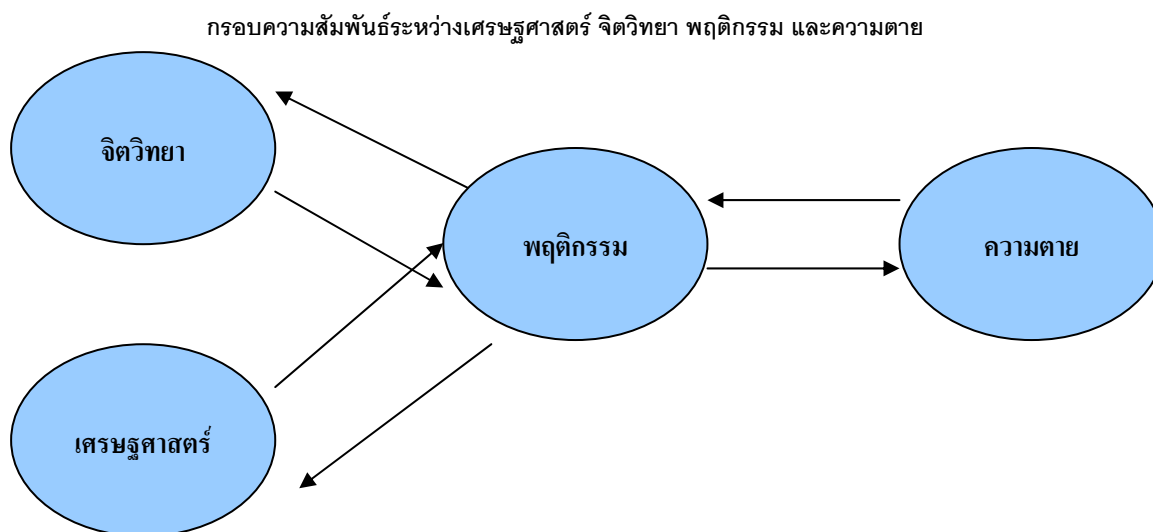 กรอบความสัมพันธ์ระหว่างเศรษฐศาสตร์ จิตวิทยา พฤติกรรม และความตาย
จิตวิทยา
พฤติกรรม
ความตาย
เศรษฐศาสตร์